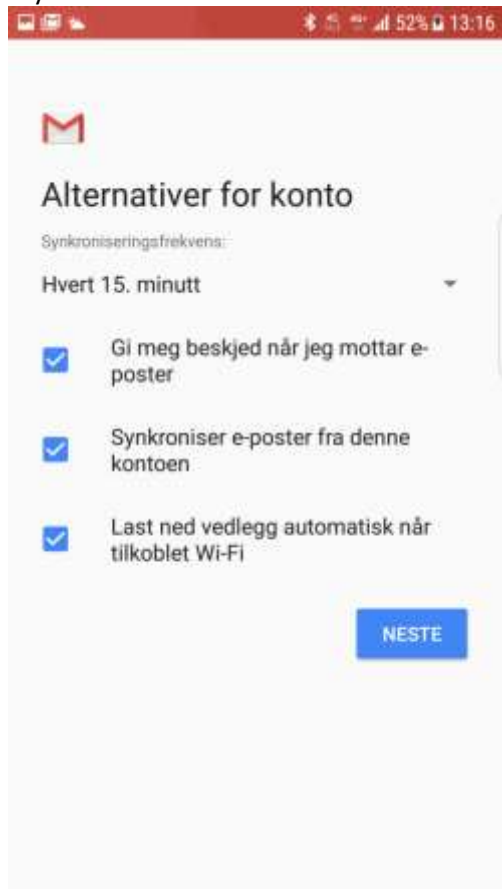 52% 13:16
Alternativer for konto
Synkroniseringsfrekvens:
Hvert 15. minutt
Gi meg beskjed når jeg mottar e-
poster
Synkroniser e-poster fra denne
kontoen
Last ned vedlegg automatisk når
tilkoblet Wi-Fi
NESTE